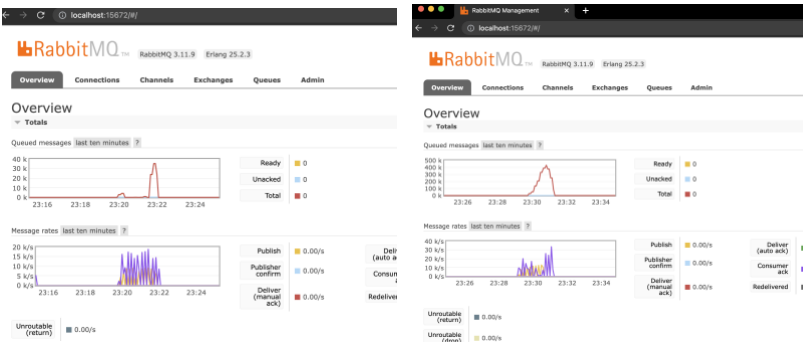 localhost:15672/#/
RabbitMQ TM RabbitMQ 3.11.9 Erlang 25.2.3
Overview Connections Channels Exchanges Queues Admin
Overview
Totals
Queued messages last ten minutes ?
40 k
30 k
20 k
10 k
0 k
23:16 23:18 23:20 23:22 23:24
Ready 0
Unacked 0
Total 0
Message rates last ten minutes ?
20 k/s
15 k/s
10 k/s
5 k/s
0 k/s
23:16 23:18 23:20 23:22 23:24
Publish 0.00/s
Publisher
confirm 0.00/s
Deliver
(manual
ack) 0.00/s
Deliv
(auto a
Consum
a
Redelivere
Unroutable
(return) 0.00/s
RabbitMQ Management
localhost:15672/#/
RabbitMQ TM RabbitMQ 3.11.9 Erlang 25.2.3
Overview Connections Channels Exchanges Queues Admin
Overview
Totals
Queued messages last ten minutes ?
500 k
400 k
300 k
200 k
100 k
0 k
23:26 23:28 23:30 23:32 23:34
Ready 0
Unacked 0
Total 0
Message rates last ten minutes ?
40 k/s
30 k/s
20 k/s
10 k/s
0 k/s
23:26 23:28 23:30 23:32 23:34
Publish 0.00/s
Publisher
confirm 0.00/s
Deliver
(manual
ack) 0.00/s
Deliver
(auto ack)
Consumer
ack
Redelivered
Unroutable
(return) 0.00/s
Unroutable
(drop) 0.00/s